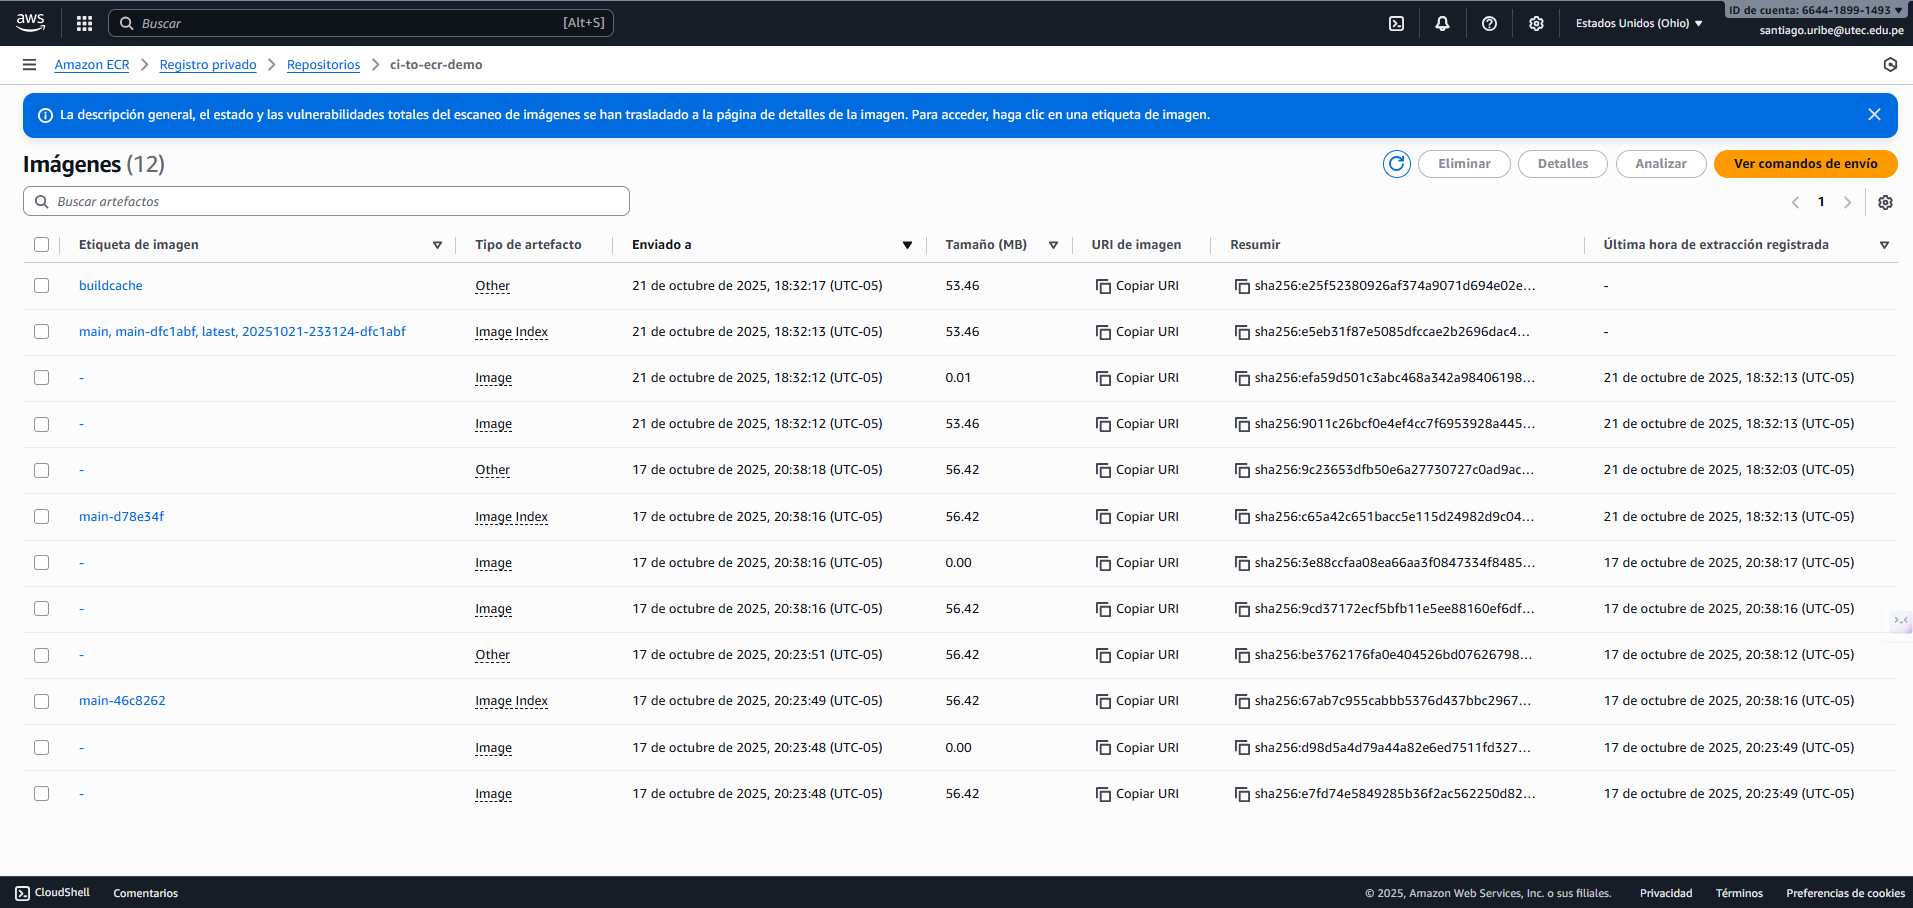 aws
Buscar [Alt+S] Estados Unidos (Ohio) ▼ ID de cuenta: 6644-1899-1493 ▼
santiago.uribe@utec.edu.pe
Amazon ECR > Registro privado > Repositorios > ci-to-ecr-demo
La descripción general, el estado y las vulnerabilidades totales del escaneo de imágenes se han trasladado a la página de detalles de la imagen. Para acceder, haga clic en una etiqueta de imagen.
Imágenes (12) Eliminar Detalles Analizar Ver comandos de envío
Buscar artefactos 1
Etiqueta de imagen Tipo de artefacto Enviado a Tamaño (MB) URI de imagen Resumir Última hora de extracción registrada
buildcache Other 21 de octubre de 2025, 18:32:17 (UTC-05) 53.46 Copiar URI sha256:e25f52380926af374a9071d694e02e... -
main, main-dfc1abf, latest, 20251021-233124-dfc1abf Image Index 21 de octubre de 2025, 18:32:13 (UTC-05) 53.46 Copiar URI sha256:e5eb31f87e5085dfccae2b2696dac4... -
- Image 21 de octubre de 2025, 18:32:12 (UTC-05) 0.01 Copiar URI sha256:efa59d501c3abc468a342a98406198... 21 de octubre de 2025, 18:32:13 (UTC-05)
- Image 21 de octubre de 2025, 18:32:12 (UTC-05) 53.46 Copiar URI sha256:9011c26bcf0e4ef4cc7f6953928a445... 21 de octubre de 2025, 18:32:13 (UTC-05)
- Other 17 de octubre de 2025, 20:38:18 (UTC-05) 56.42 Copiar URI sha256:9c23653dfb50e6a27730727c0ad9ac... 21 de octubre de 2025, 18:32:03 (UTC-05)
main-d78e34f Image Index 17 de octubre de 2025, 20:38:16 (UTC-05) 56.42 Copiar URI sha256:c65a42c651bacc5e115d24982d9c04... 21 de octubre de 2025, 18:32:13 (UTC-05)
- Image 17 de octubre de 2025, 20:38:16 (UTC-05) 0.00 Copiar URI sha256:3e88ccfaa08ea66aa3f0847334f8485... 17 de octubre de 2025, 20:38:17 (UTC-05)
- Image 17 de octubre de 2025, 20:38:16 (UTC-05) 56.42 Copiar URI sha256:9cd37172ecf5bfb11e5ee88160ef6df... 17 de octubre de 2025, 20:38:16 (UTC-05)
- Other 17 de octubre de 2025, 20:23:51 (UTC-05) 56.42 Copiar URI sha256:be3762176fa0e404526bd07626798... 17 de octubre de 2025, 20:38:12 (UTC-05)
main-46c8262 Image Index 17 de octubre de 2025, 20:23:49 (UTC-05) 56.42 Copiar URI sha256:67ab7c955cabbb5376d437bbc2967... 17 de octubre de 2025, 20:38:16 (UTC-05)
- Image 17 de octubre de 2025, 20:23:48 (UTC-05) 0.00 Copiar URI sha256:d98d5a4d79a44a82e6ed7511fd327... 17 de octubre de 2025, 20:23:49 (UTC-05)
- Image 17 de octubre de 2025, 20:23:48 (UTC-05) 56.42 Copiar URI sha256:e7fd74e5849285b36f2ac562250d82... 17 de octubre de 2025, 20:23:49 (UTC-05)
CloudShell Comentarios © 2025, Amazon Web Services, Inc. o sus filiales. Privacidad Términos Preferencias de cookies